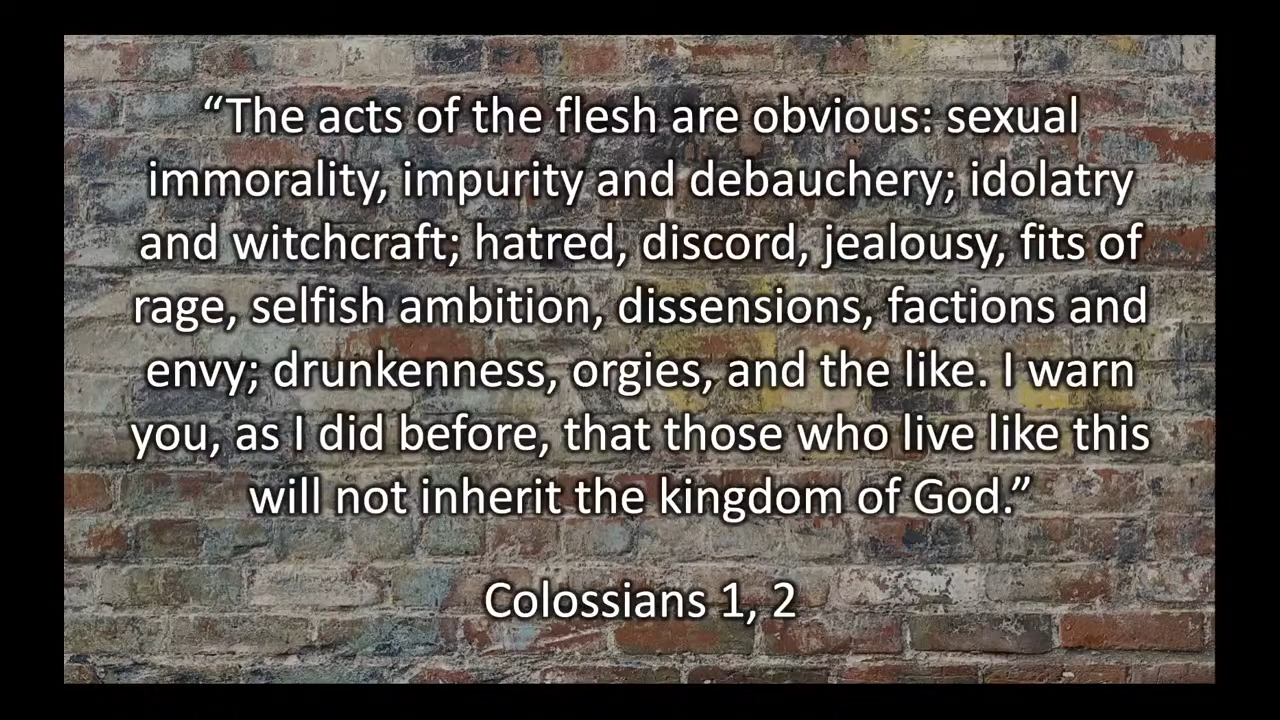 “The acts of the flesh are obvious: sexual
immorality, impurity and debauchery; idolatry
and witchcraft; hatred, discord, jealousy, fits of
rage, selfish ambition, dissensions, factions and
envy; drunkenness, orgies, and the like. I warn
you, as I did before, that those who live like this
will not inherit the kingdom of God.”
Colossians 1, 2